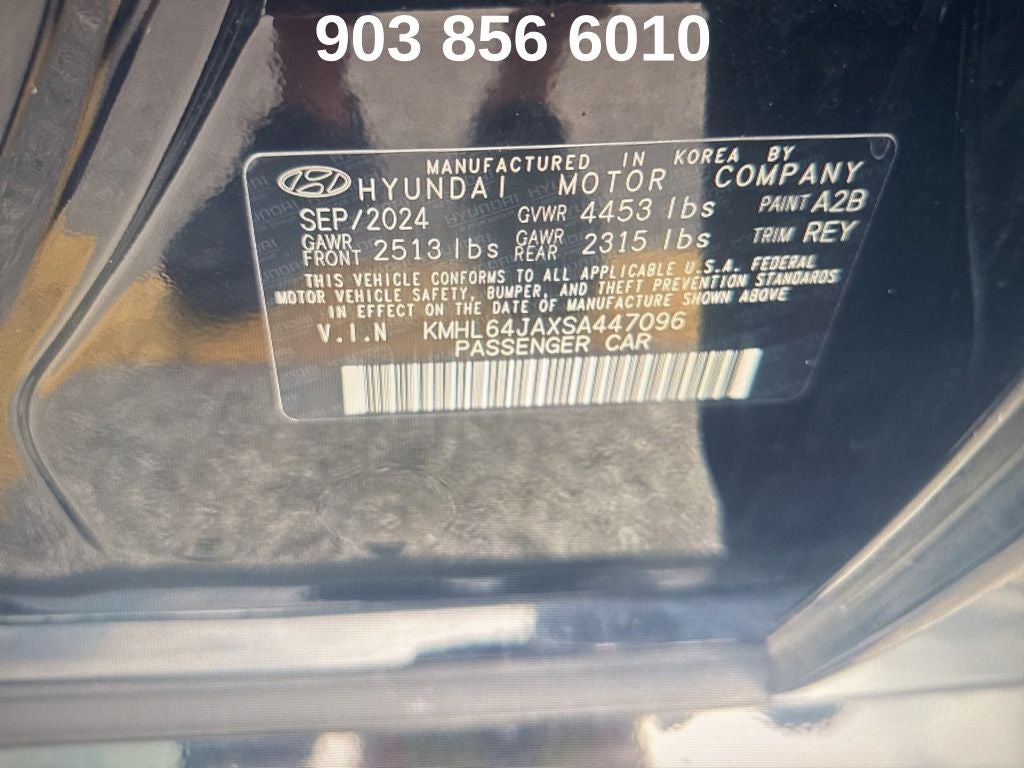 903 856 6010
MANUFACTURED IN KOREA BY
HYUNDAI MOTOR COMPANY
SEP/2024 GVWR 4453 lbs PAINT A2B
GAWR FRONT 2513 lbs GAWR REAR 2315 lbs TRIM REY
THIS VEHICLE CONFORMS TO ALL APPLICABLE U.S.A. FEDERAL
MOTOR VEHICLE SAFETY, BUMPER, AND THEFT PREVENTION STANDARDS
IN EFFECT ON THE DATE OF MANUFACTURE SHOWN ABOVE
V.I.N KMHL64JAXSA447096
PASSENGER CAR